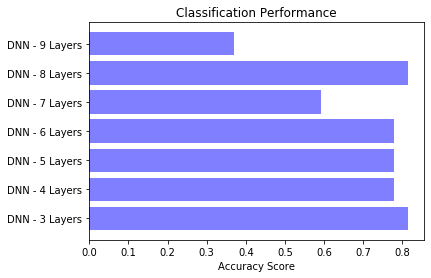 Classification Performance
DNN - 9 Layers
DNN - 8 Layers
DNN - 7 Layers
DNN - 6 Layers
DNN - 5 Layers
DNN - 4 Layers
DNN - 3 Layers
0.0 0.1 0.2 0.3 0.4 0.5 0.6 0.7 0.8
Accuracy Score